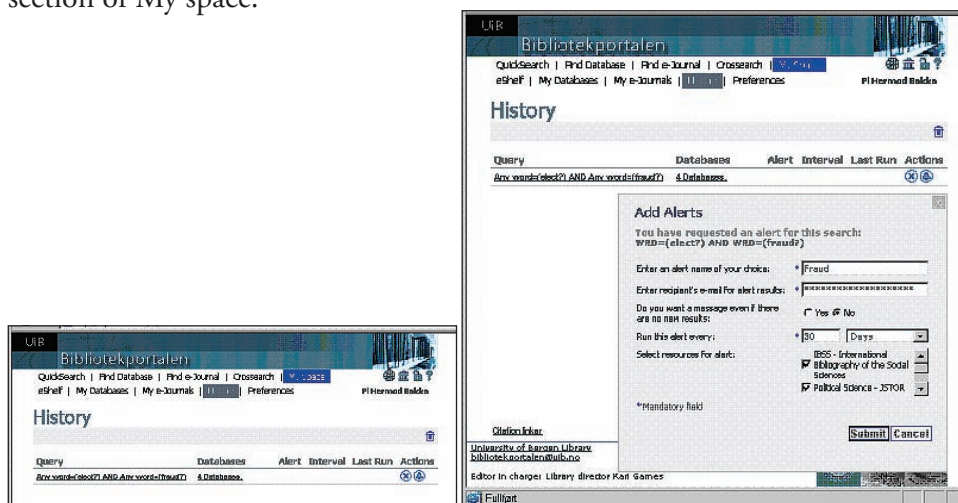 section of My space.
UiB
Bibliotekportalen
QuickSearch | Find Database | Find e-Journal | Crossearch | My Space
eShelf | My Databases | My e-Journals | | Preferences Pl Hermod Bakka
History
Query Databases Alert Interval Last Run Actions
Any word=(elect?) AND Any word=(fraud?) 4 Databases.
UiB
Bibliotekportalen
QuickSearch | Find Database | Find e-Journal | Crossearch |
eShelf | My Databases | My e-Journals | | Preferences Pl Hermod Bakka
History
Query Databases Alert Interval Last Run Actions
Any word=(elect?) AND Any word=(fraud?) 4 Databases.
Add Alerts
You have requested an alert for this search:
WRD=(elect?) AND WRD=(fraud?)
Enter an alert name of your choice: * Fraud
Enter recipient's e-mail for alert results: * ********************
Do you want a message even if there
are no new results: Yes No
Run this alert every: * 30 Days
Select resources for alert: IBSS - International
Bibliography of the Social
Sciences
Political Science - JSTOR
*Mandatory field
Submit Cancel
Citation linker
University of Bergen Library
bibliotekportalen@uib.no
Editor in charge: Library director Kari Garnes
Fullført